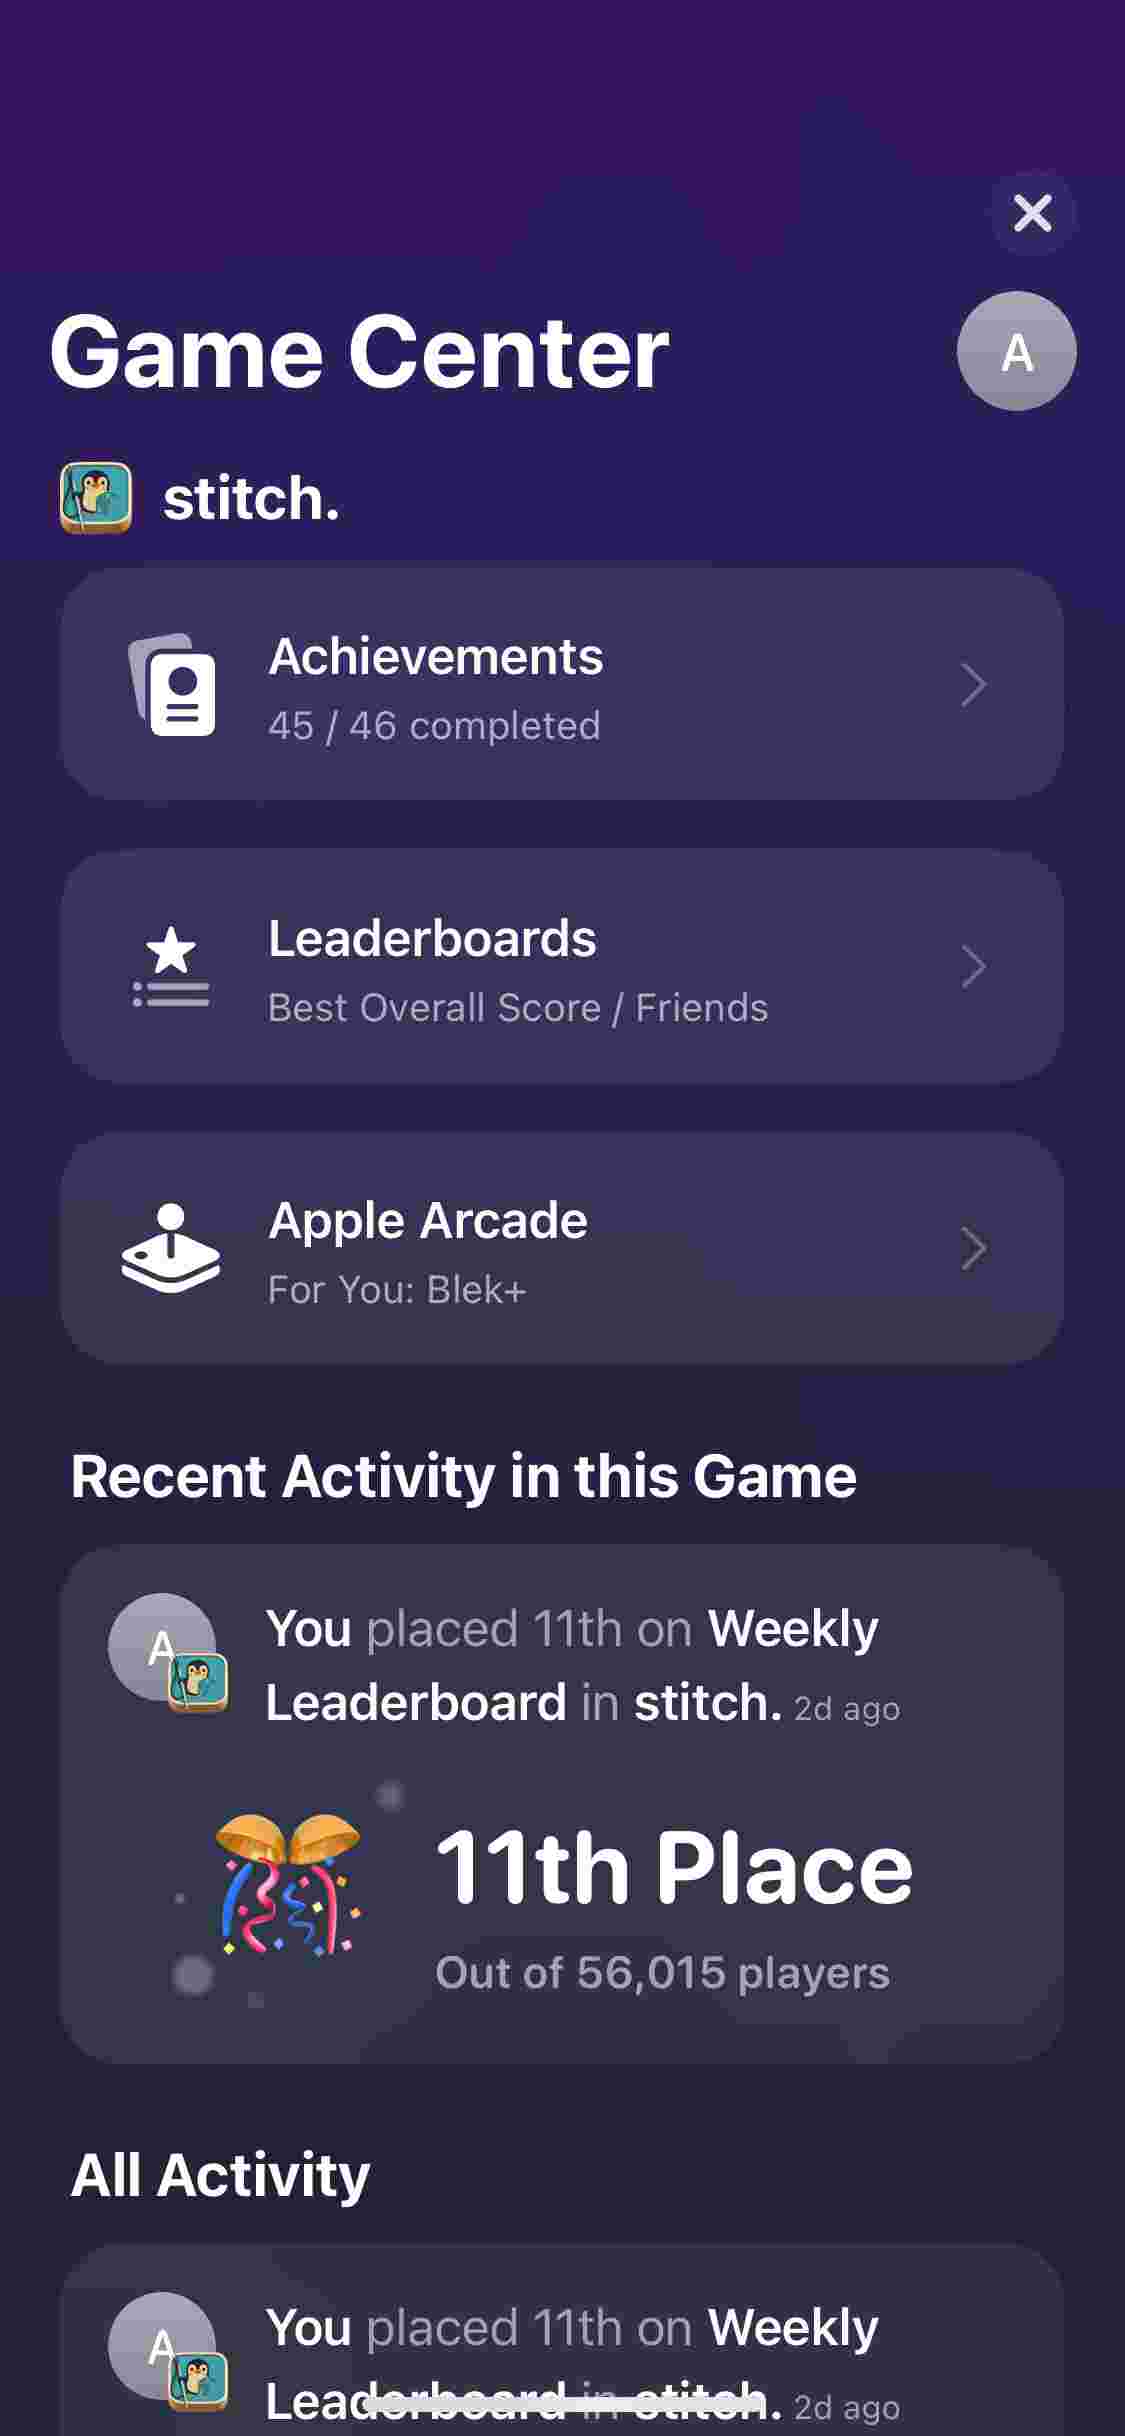 Game Center
A
stitch.
Achievements
45 / 46 completed
Leaderboards
Best Overall Score / Friends
Apple Arcade
For You: Blek+
Recent Activity in this Game
A
You placed 11th on Weekly
Leaderboard in stitch. 2d ago
11th Place
Out of 56,015 players
All Activity
A
You placed 11th on Weekly
Leaderboard in stitch. 2d ago